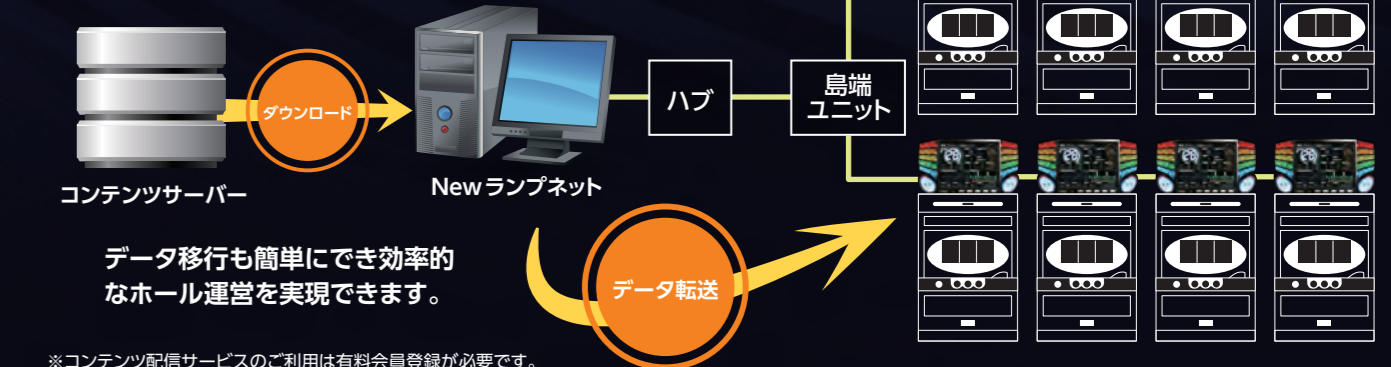 ダウンロード
ハブ
島端
ユニット
コンテンツサーバー
Newランプネット
データ移行も簡単にでき効率的
なホール運営を実現できます。
データ転送
※コンテンツ配信サービスのご利用は有料会員登録が必要です。